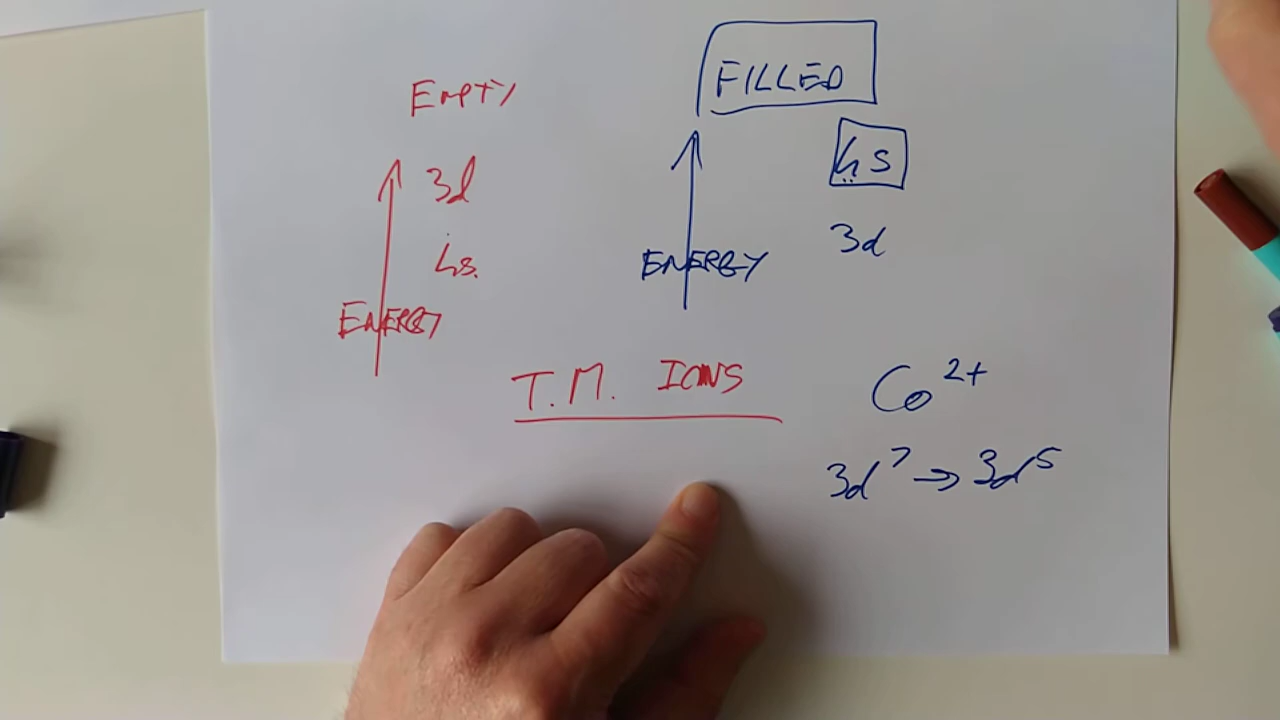 EMPTY
3d
4s.
ENERGY
FILLED
4s
3d
ENERGY
T.M. IONS
Co²⁺
3d⁷ → 3d⁵